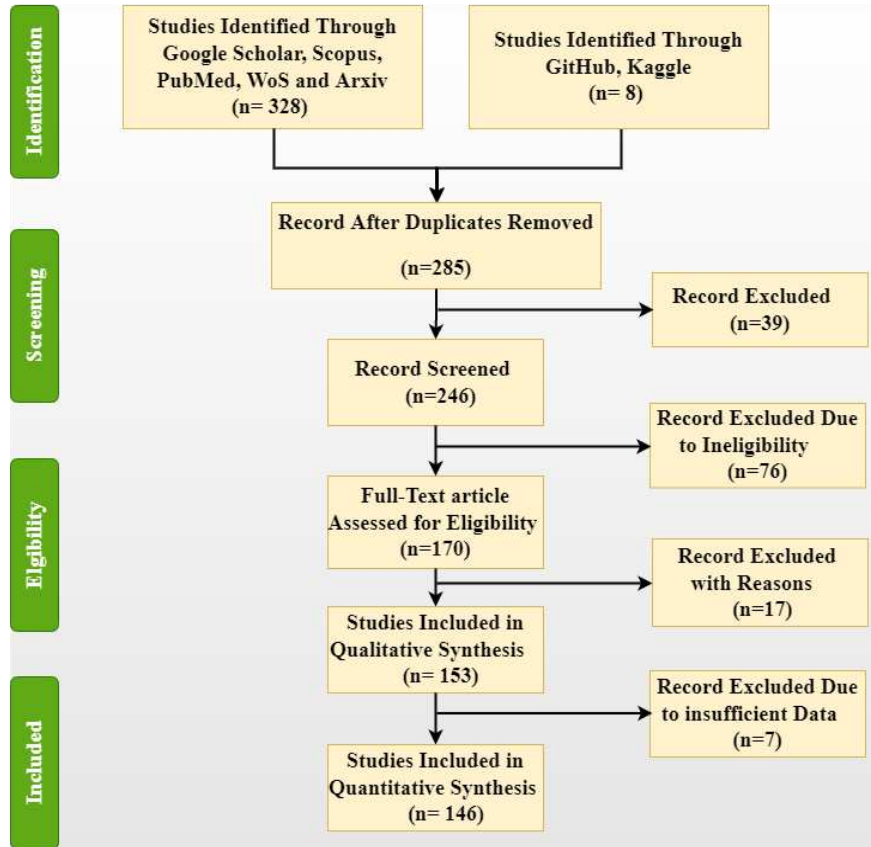 Identification
Studies Identified Through
Google Scholar, Scopus,
PubMed, WoS and Arxiv
(n= 328)
Studies Identified Through
GitHub, Kaggle
(n= 8)
Record After Duplicates Removed
(n=285)
Screening
Record Excluded
(n=39)
Record Screened
(n=246)
Record Excluded Due
to Ineligibility
(n=76)
Elgibility
Full-Text article
Assessed for Eligibility
(n=170)
Record Excluded
with Reasons
(n=17)
Studies Included in
Qualitative Synthesis
(n= 153)
Included
Record Excluded Due
to insufficient Data
(n=7)
Studies Included in
Quantitative Synthesis
(n= 146)